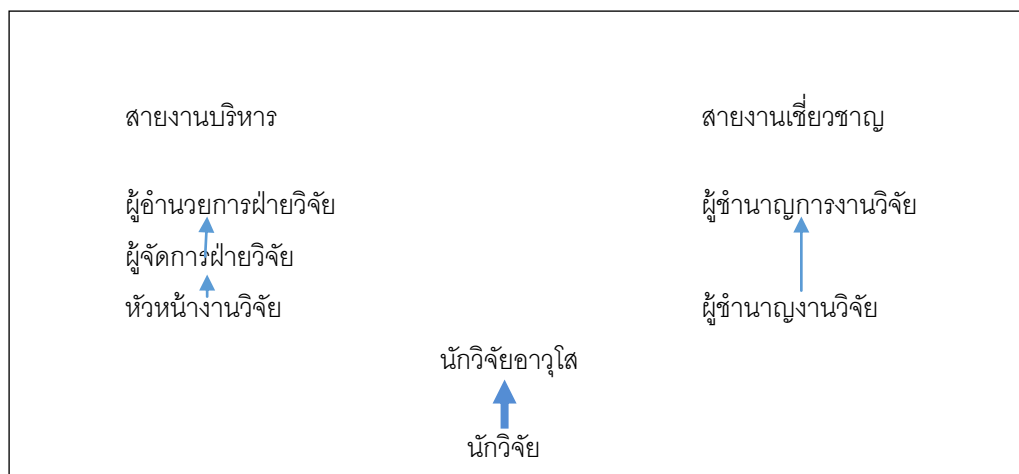 สายงานบริหาร สายงานเชี่ยวชาญ
ผู้อำนวยการฝ่ายวิจัย ผู้ชำนาญการงานวิจัย
ผู้จัดการฝ่ายวิจัย
หัวหน้างานวิจัย ผู้ชำนาญงานวิจัย
นักวิจัยอาวุโส
นักวิจัย